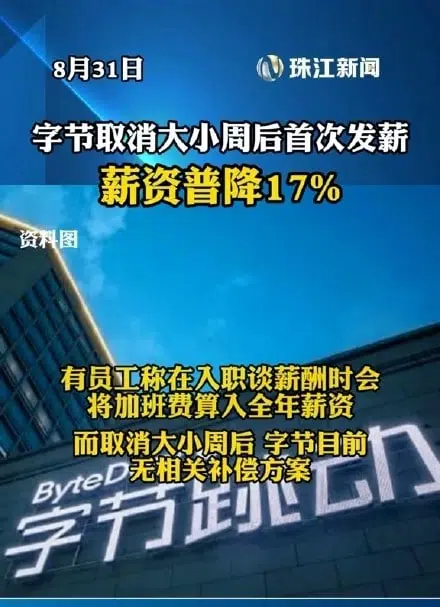 8月31日
珠江新闻
字节取消大小周后首次发薪
薪资普降17%
资料图
有员工称在入职谈薪酬时会
将加班费算入全年薪资
而取消大小周后 字节目前
无相关补偿方案
ByteD
字节跳动